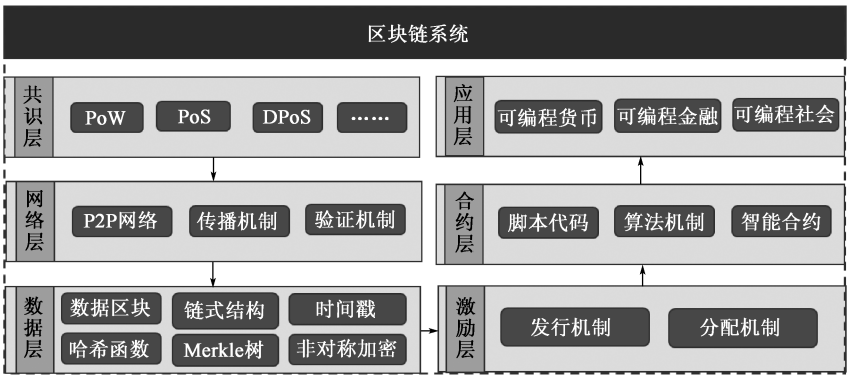 区块链系统
共识层
PoW
PoS
DPoS
……
网络层
P2P网络
传播机制
验证机制
数据层
数据区块
链式结构
时间戳
哈希函数
Merkle树
非对称加密
应用层
可编程货币
可编程金融
可编程社会
合约层
脚本代码
算法机制
智能合约
激励层
发行机制
分配机制